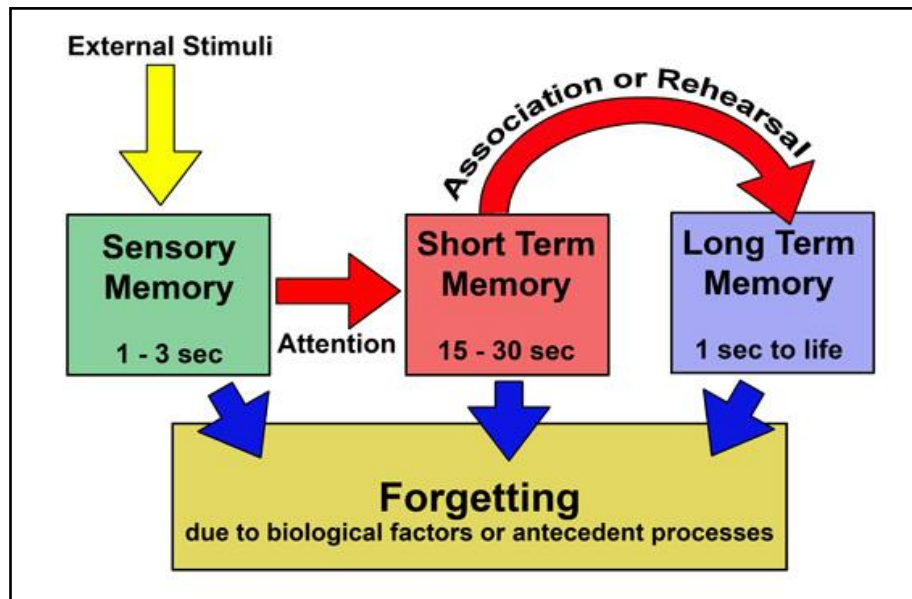 External Stimuli
Association or Rehearsal
Sensory
Memory
1 - 3 sec
Attention
Short Term
Memory
15 - 30 sec
Long Term
Memory
1 sec to life
Forgetting
due to biological factors or antecedent processes